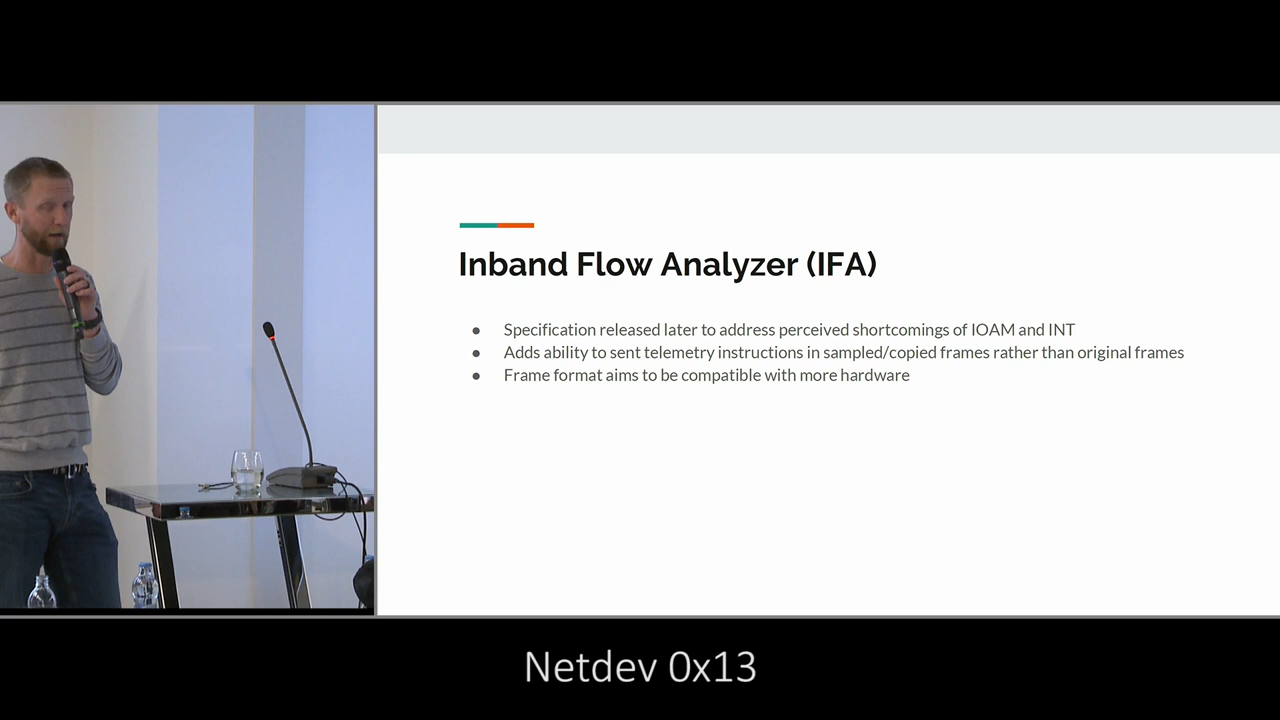 Inband Flow Analyzer (IFA)
● Specification released later to address perceived shortcomings of IOAM and INT
● Adds ability to sent telemetry instructions in sampled/copied frames rather than original frames
● Frame format aims to be compatible with more hardware
Netdev 0x13